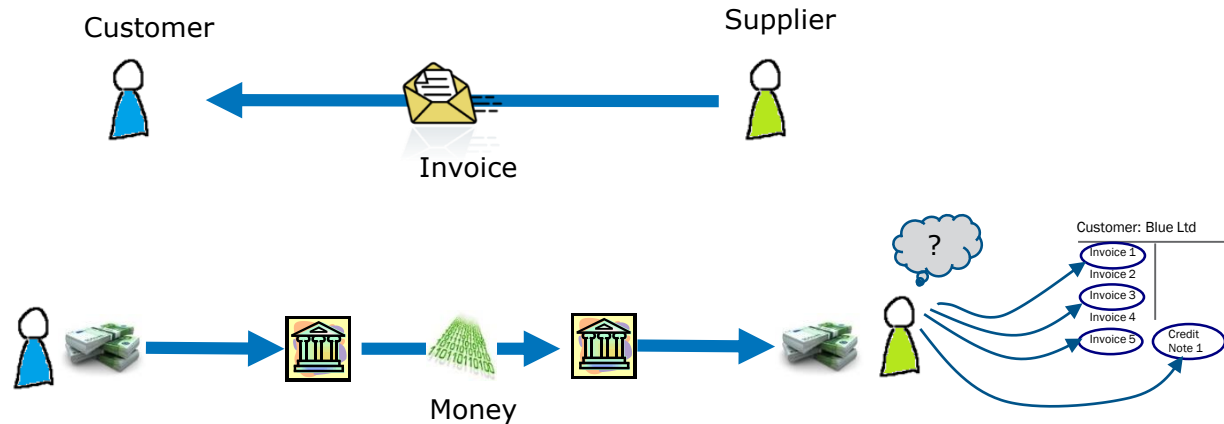 Customer
Supplier
Invoice
?
Customer: Blue Ltd
Invoice 1
Invoice 2
Invoice 3
Invoice 4
Invoice 5
Credit
Note 1
Money